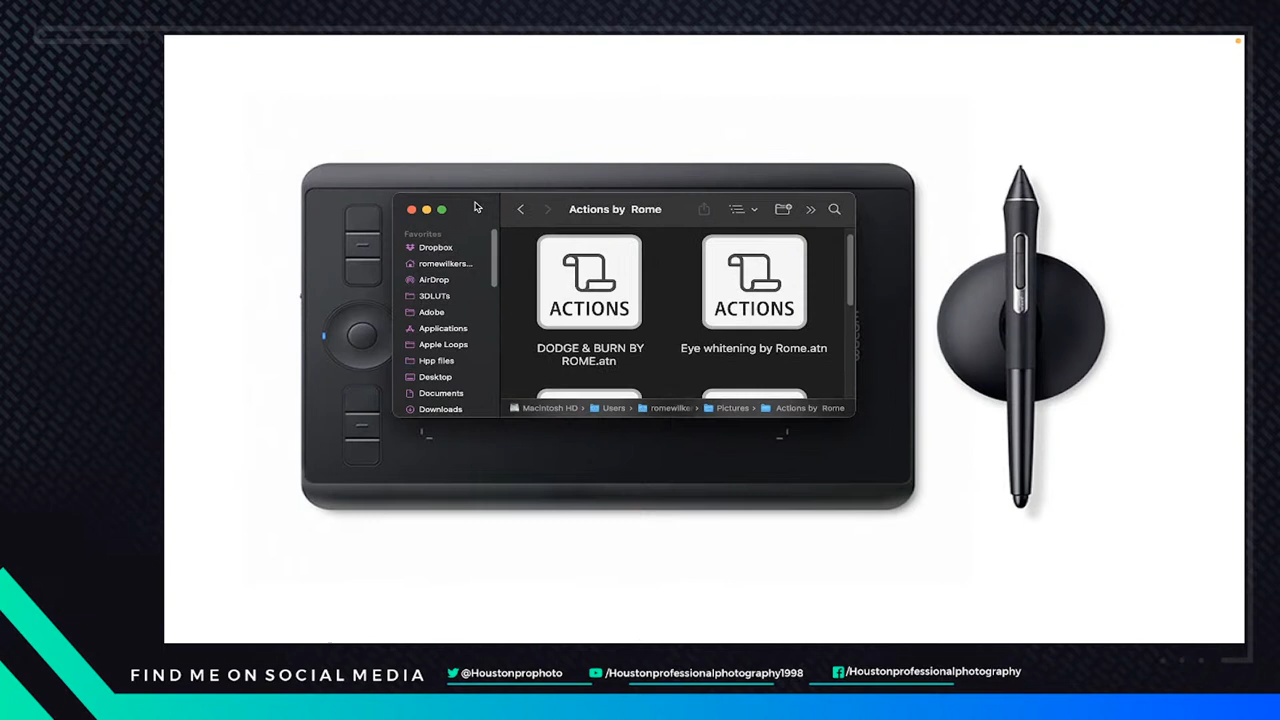 Actions by Rome
Favorites
Dropbox
romewilkers...
AirDrop
3DLUTs
Adobe
Applications
Apple Loops
Hpp files
Desktop
Documents
Downloads
ACTIONS
DODGE & BURN BY
ROME.atn
ACTIONS
Eye whitening by Rome.atn
Macintosh HD › Users › romewilke › Pictures › Actions by Rome
wacom
FIND ME ON SOCIAL MEDIA
@Houstonprophoto
/Houstonprofessionalphotography1998
/Houstonprofessionalphotography